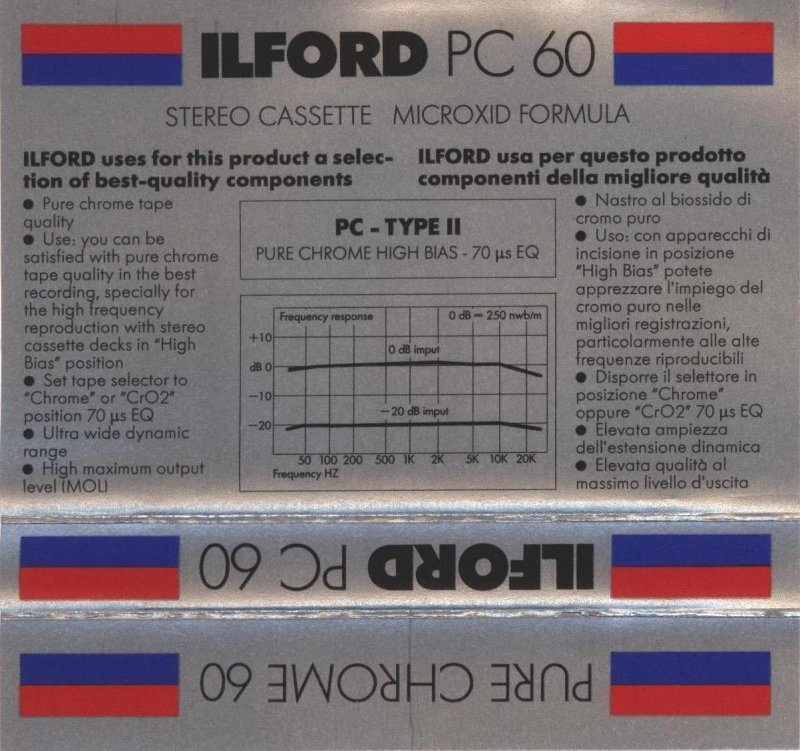 ILFORD PC 60
STEREO CASSETTE MICROXID FORMULA
ILFORD uses for this product a selec-
tion of best-quality components
● Pure chrome tape
quality
● Use: you can be
satisfied with pure chrome
tape quality in the best
recording, specially for
the high frequency
reproduction with stereo
cassette decks in "High
Bias" position
● Set tape selector to
"Chrome" or "CrO2"
position 70 µs EQ
● Ultra wide dynamic
range
● High maximum output
level (MOL)
PC - TYPE II
PURE CHROME HIGH BIAS - 70 µs EQ
Frequency response 0 dB = 250 nwb/m
+10
0 dB imput
dB 0
-10
-20 dB imput
-20
50 100 200 500 1K 2K 5K 10K 20K
Frequency HZ
ILFORD usa per questo prodotto
componenti della migliore qualità
● Nastro al biossido di
cromo puro
● Uso: con apparecchi di
incisione in posizione
"High Bias" potete
apprezzare l'impiego del
cromo puro nelle
migliori registrazioni,
particolarmente alle alte
frequenze riproducibili
● Disporre il selettore in
posizione "Chrome"
oppure "CrO2" 70 µs EQ
● Elevata ampiezza
dell'estensione dinamica
● Elevata qualità al
massimo livello d'uscita
ILFORD PC 60
PURE CHROME 60